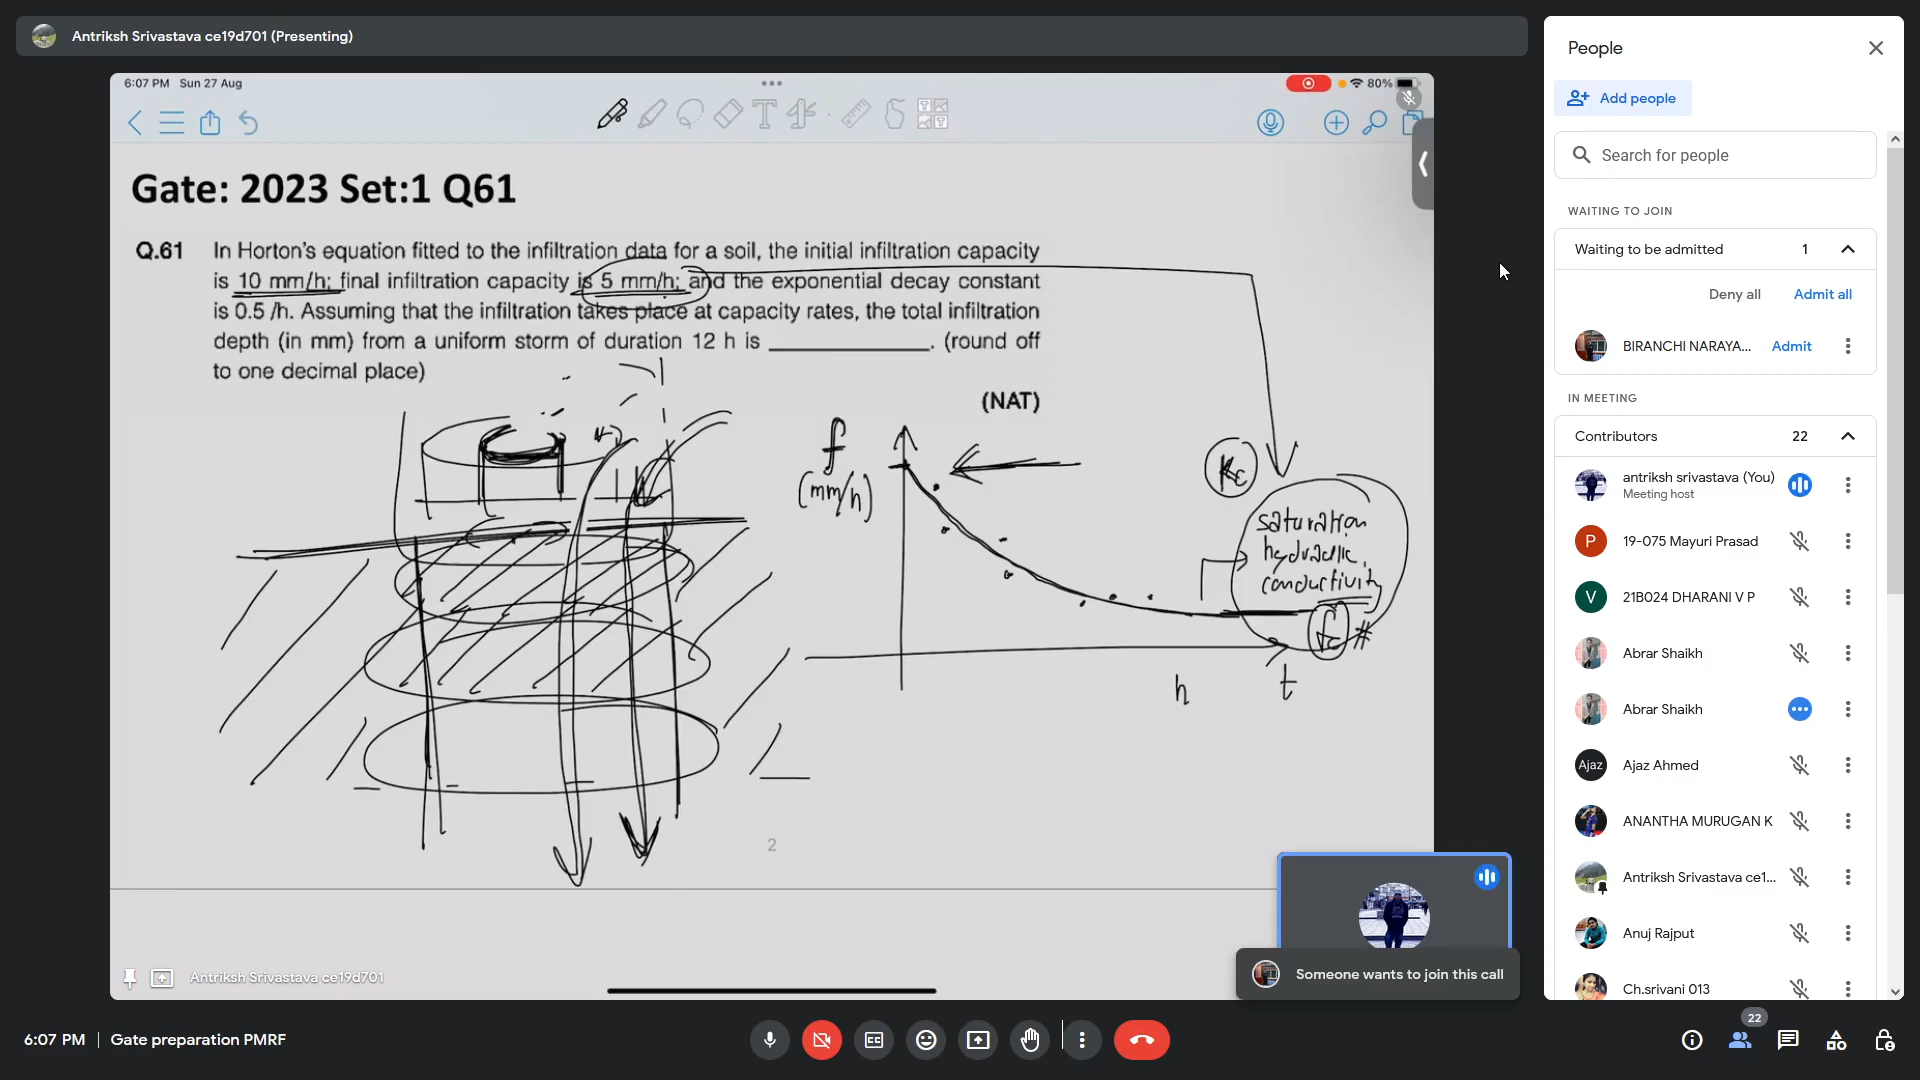 Antriksh Srivastava ce19d701 (Presenting)
6:07 PM Sun 27 Aug
80%
Gate: 2023 Set:1 Q61
Q.61 In Horton's equation fitted to the infiltration data for a soil, the initial infiltration capacity
is 10 mm/h; final infiltration capacity is 5 mm/h; and the exponential decay constant
is 0.5 /h. Assuming that the infiltration takes place at capacity rates, the total infiltration
depth (in mm) from a uniform storm of duration 12 h is ______________. (round off
to one decimal place)
(NAT)
f
(mm/h)
saturation
hydraulic
conductivity
fc #
h t
2
Antriksh Srivastava ce19d701
Someone wants to join this call
6:07 PM | Gate preparation PMRF
People
Add people
Search for people
WAITING TO JOIN
Waiting to be admitted 1
Deny all Admit all
BIRANCHI NARAYA... Admit
IN MEETING
Contributors 22
antriksh srivastava (You)
Meeting host
P 19-075 Mayuri Prasad
V 21B024 DHARANI V P
Abrar Shaikh
Abrar Shaikh
Ajaz Ajaz Ahmed
ANANTHA MURUGAN K
Antriksh Srivastava ce1...
Anuj Rajput
Ch.srivani 013
22